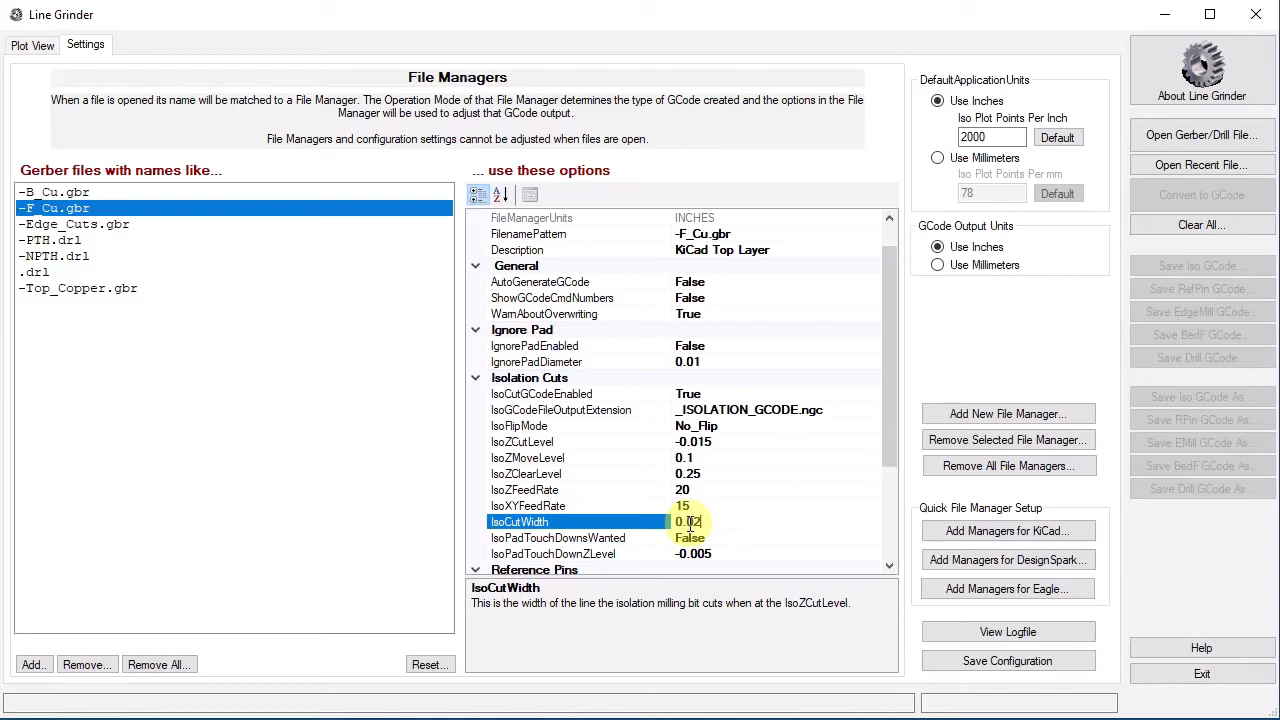 Line Grinder
Plot View
Settings
File Managers
When a file is opened its name will be matched to a File Manager. The Operation Mode of that File Manager determines the type of GCode created and the options in the File
Manager will be used to adjust that GCode output.
File Managers and configuration settings cannot be adjusted when files are open.
Gerber files with names like...
-B_Cu.gbr
-F_Cu.gbr
-Edge_Cuts.gbr
-PTH.drl
-NPTH.drl
.drl
-Top_Copper.gbr
Add..
Remove...
Remove All...
Reset...
... use these options
FileManagerUnits INCHES
FilenamePattern -F_Cu.gbr
Description KiCad Top Layer
General
AutoGenerateGCode False
ShowGCodeCmdNumbers False
WarnAboutOverwriting True
Ignore Pad
IgnorePadEnabled False
IgnorePadDiameter 0.01
Isolation Cuts
IsoCutGCodeEnabled True
IsoGCodeFileOutputExtension _ISOLATION_GCODE.ngc
IsoFlipMode No_Flip
IsoZCutLevel -0.015
IsoZMoveLevel 0.1
IsoZClearLevel 0.25
IsoZFeedRate 20
IsoXYFeedRate 15
IsoCutWidth 0.02
IsoPadTouchDownsWanted False
IsoPadTouchDownZLevel -0.005
Reference Pins
IsoCutWidth
This is the width of the line the isolation milling bit cuts when at the IsoZCutLevel.
DefaultApplicationUnits
Use Inches
Iso Plot Points Per Inch
2000 Default
Use Millimeters
Iso Plot Points Per mm
78 Default
GCode Output Units
Use Inches
Use Millimeters
Add New File Manager...
Remove Selected File Manager...
Remove All File Managers...
Quick File Manager Setup
Add Managers for KiCad...
Add Managers for DesignSpark...
Add Managers for Eagle...
View Logfile
Save Configuration
About Line Grinder
Open Gerber/Drill File...
Open Recent File...
Convert to GCode
Clear All...
Save Iso GCode...
Save RefPin GCode...
Save EdgeMill GCode...
Save BedF GCode...
Save Drill GCode...
Save Iso GCode As...
Save RPin GCode As...
Save EMill GCode As...
Save BedF GCode As...
Save Drill GCode As...
Help
Exit